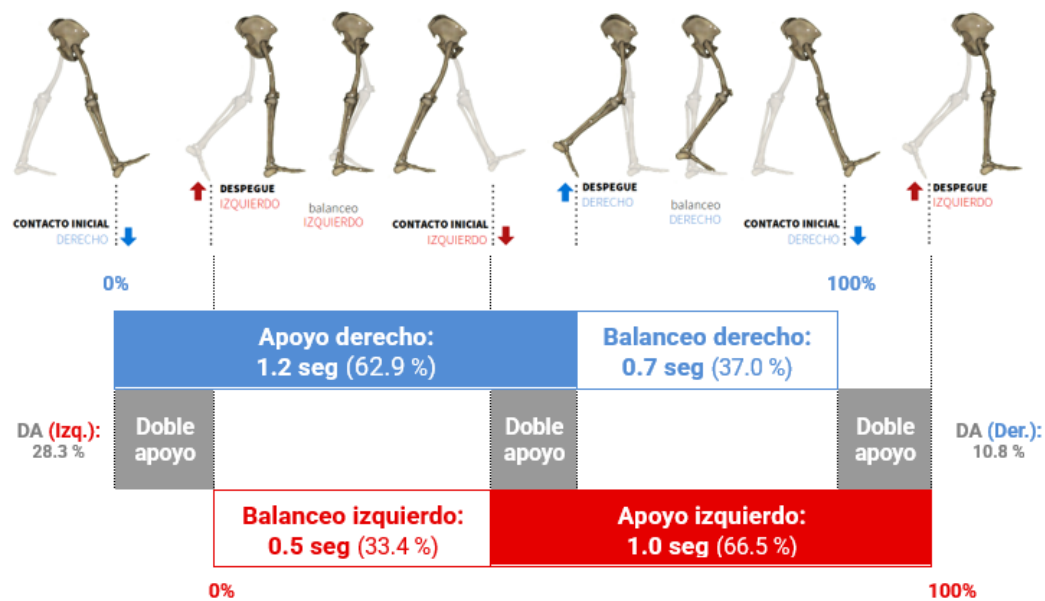 DESPEGUE
IZQUIERDO
balanceo
IZQUIERDO
CONTACTO INICIAL
DERECHO
CONTACTO INICIAL
IZQUIERDO
DESPEGUE
DERECHO
balanceo
DERECHO
CONTACTO INICIAL
DERECHO
DESPEGUE
IZQUIERDO
0%
100%
Apoyo derecho:
1.2 seg (62.9 %)
Balanceo derecho:
0.7 seg (37.0 %)
DA (Izq.):
28.3 %
Doble
apoyo
Doble
apoyo
Doble
apoyo
DA (Der.):
10.8 %
Balanceo izquierdo:
0.5 seg (33.4 %)
Apoyo izquierdo:
1.0 seg (66.5 %)
0%
100%